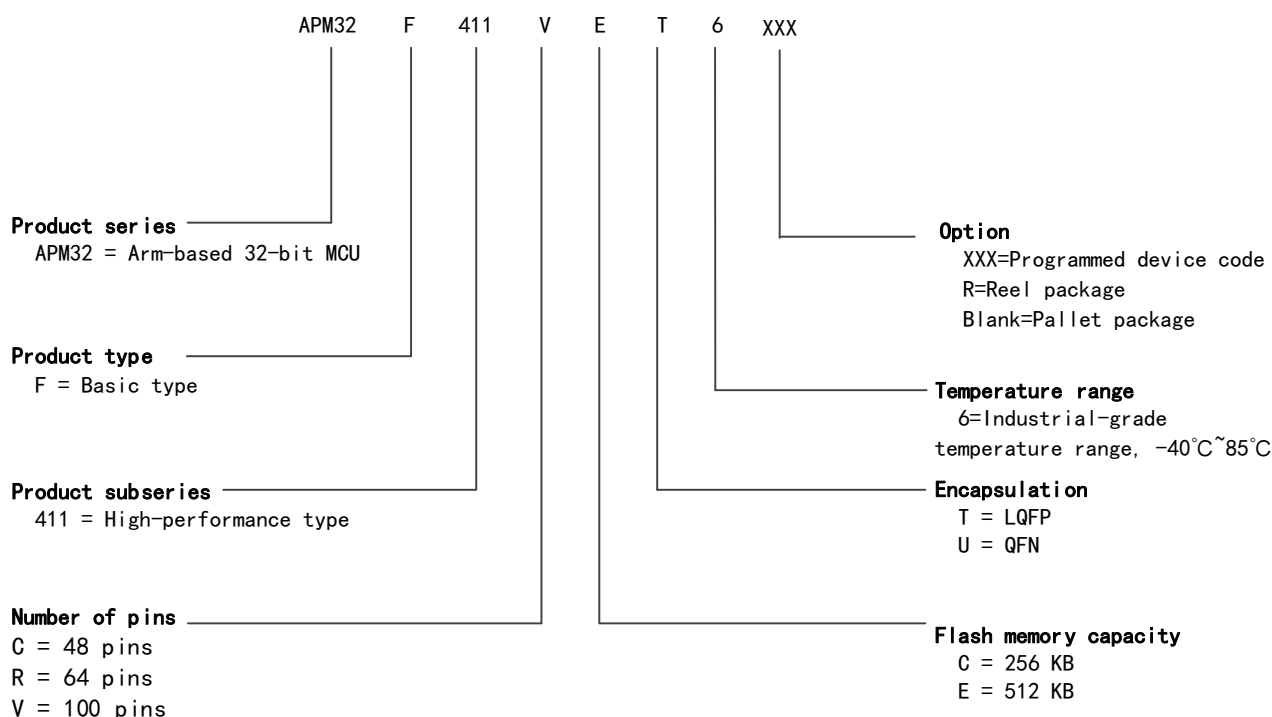 APM32 F 411 V E T 6 XXX
Product series
APM32 = Arm-based 32-bit MCU
Product type
F = Basic type
Product subseries
411 = High-performance type
Number of pins
C = 48 pins
R = 64 pins
V = 100 pins
Option
XXX=Programmed device code
R=Reel package
Blank=Pallet package
Temperature range
6=Industrial-grade
temperature range, -40℃~85℃
Encapsulation
T = LQFP
U = QFN
Flash memory capacity
C = 256 KB
E = 512 KB